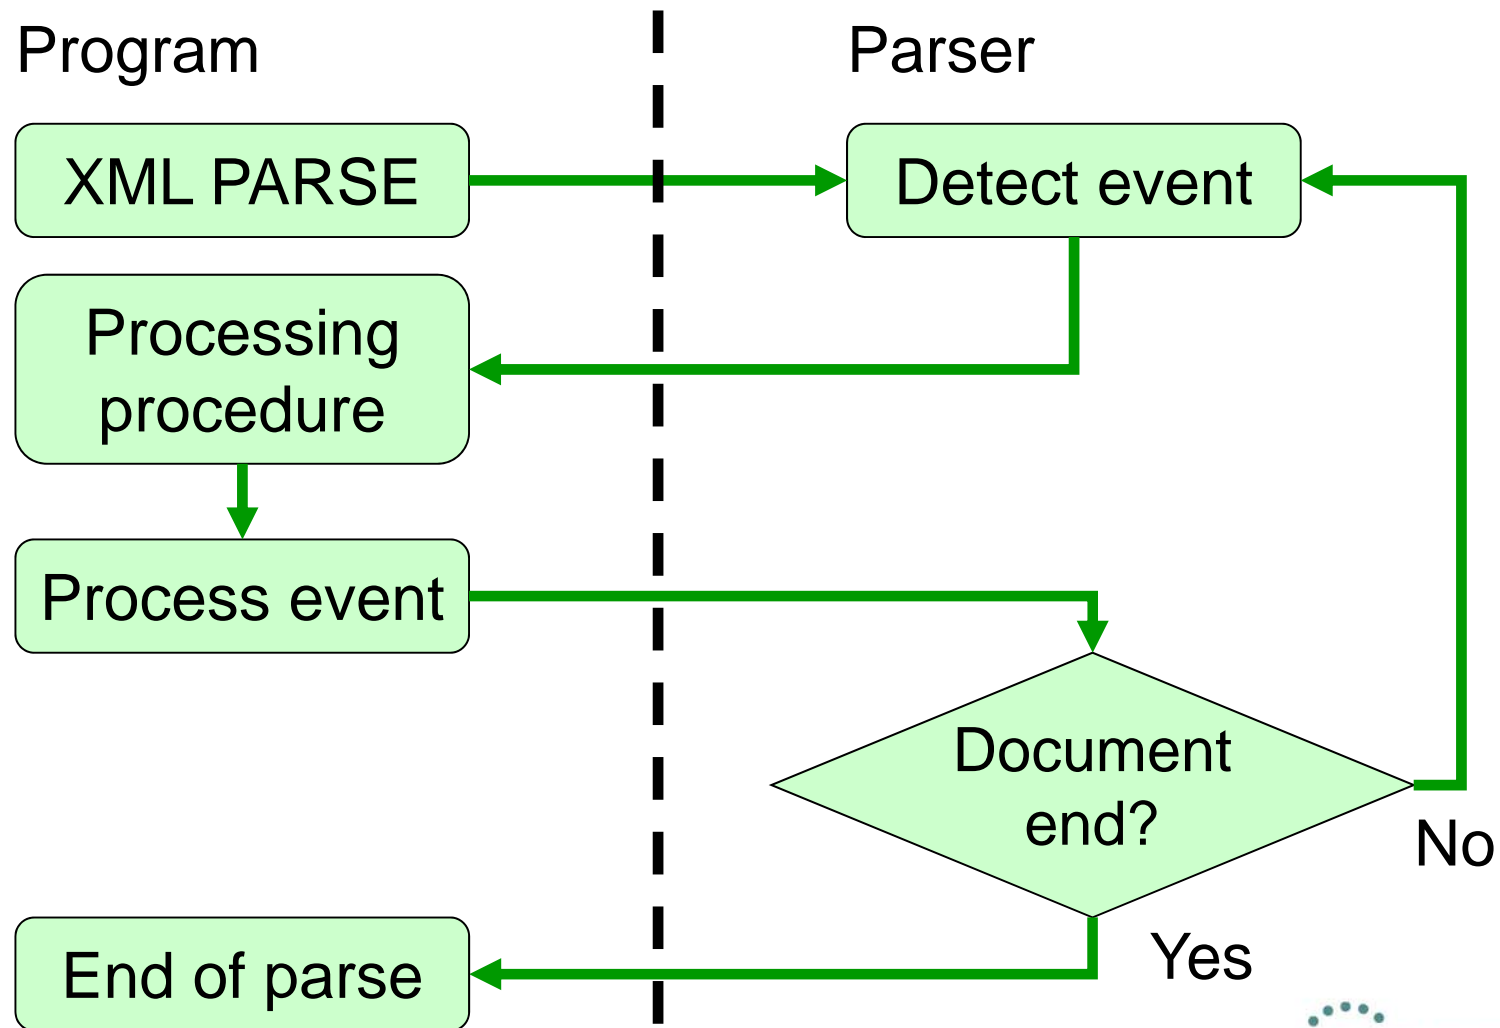 Program
Parser
XML PARSE
Detect event
Processing
procedure
Process event
Document
end?
No
Yes
End of parse